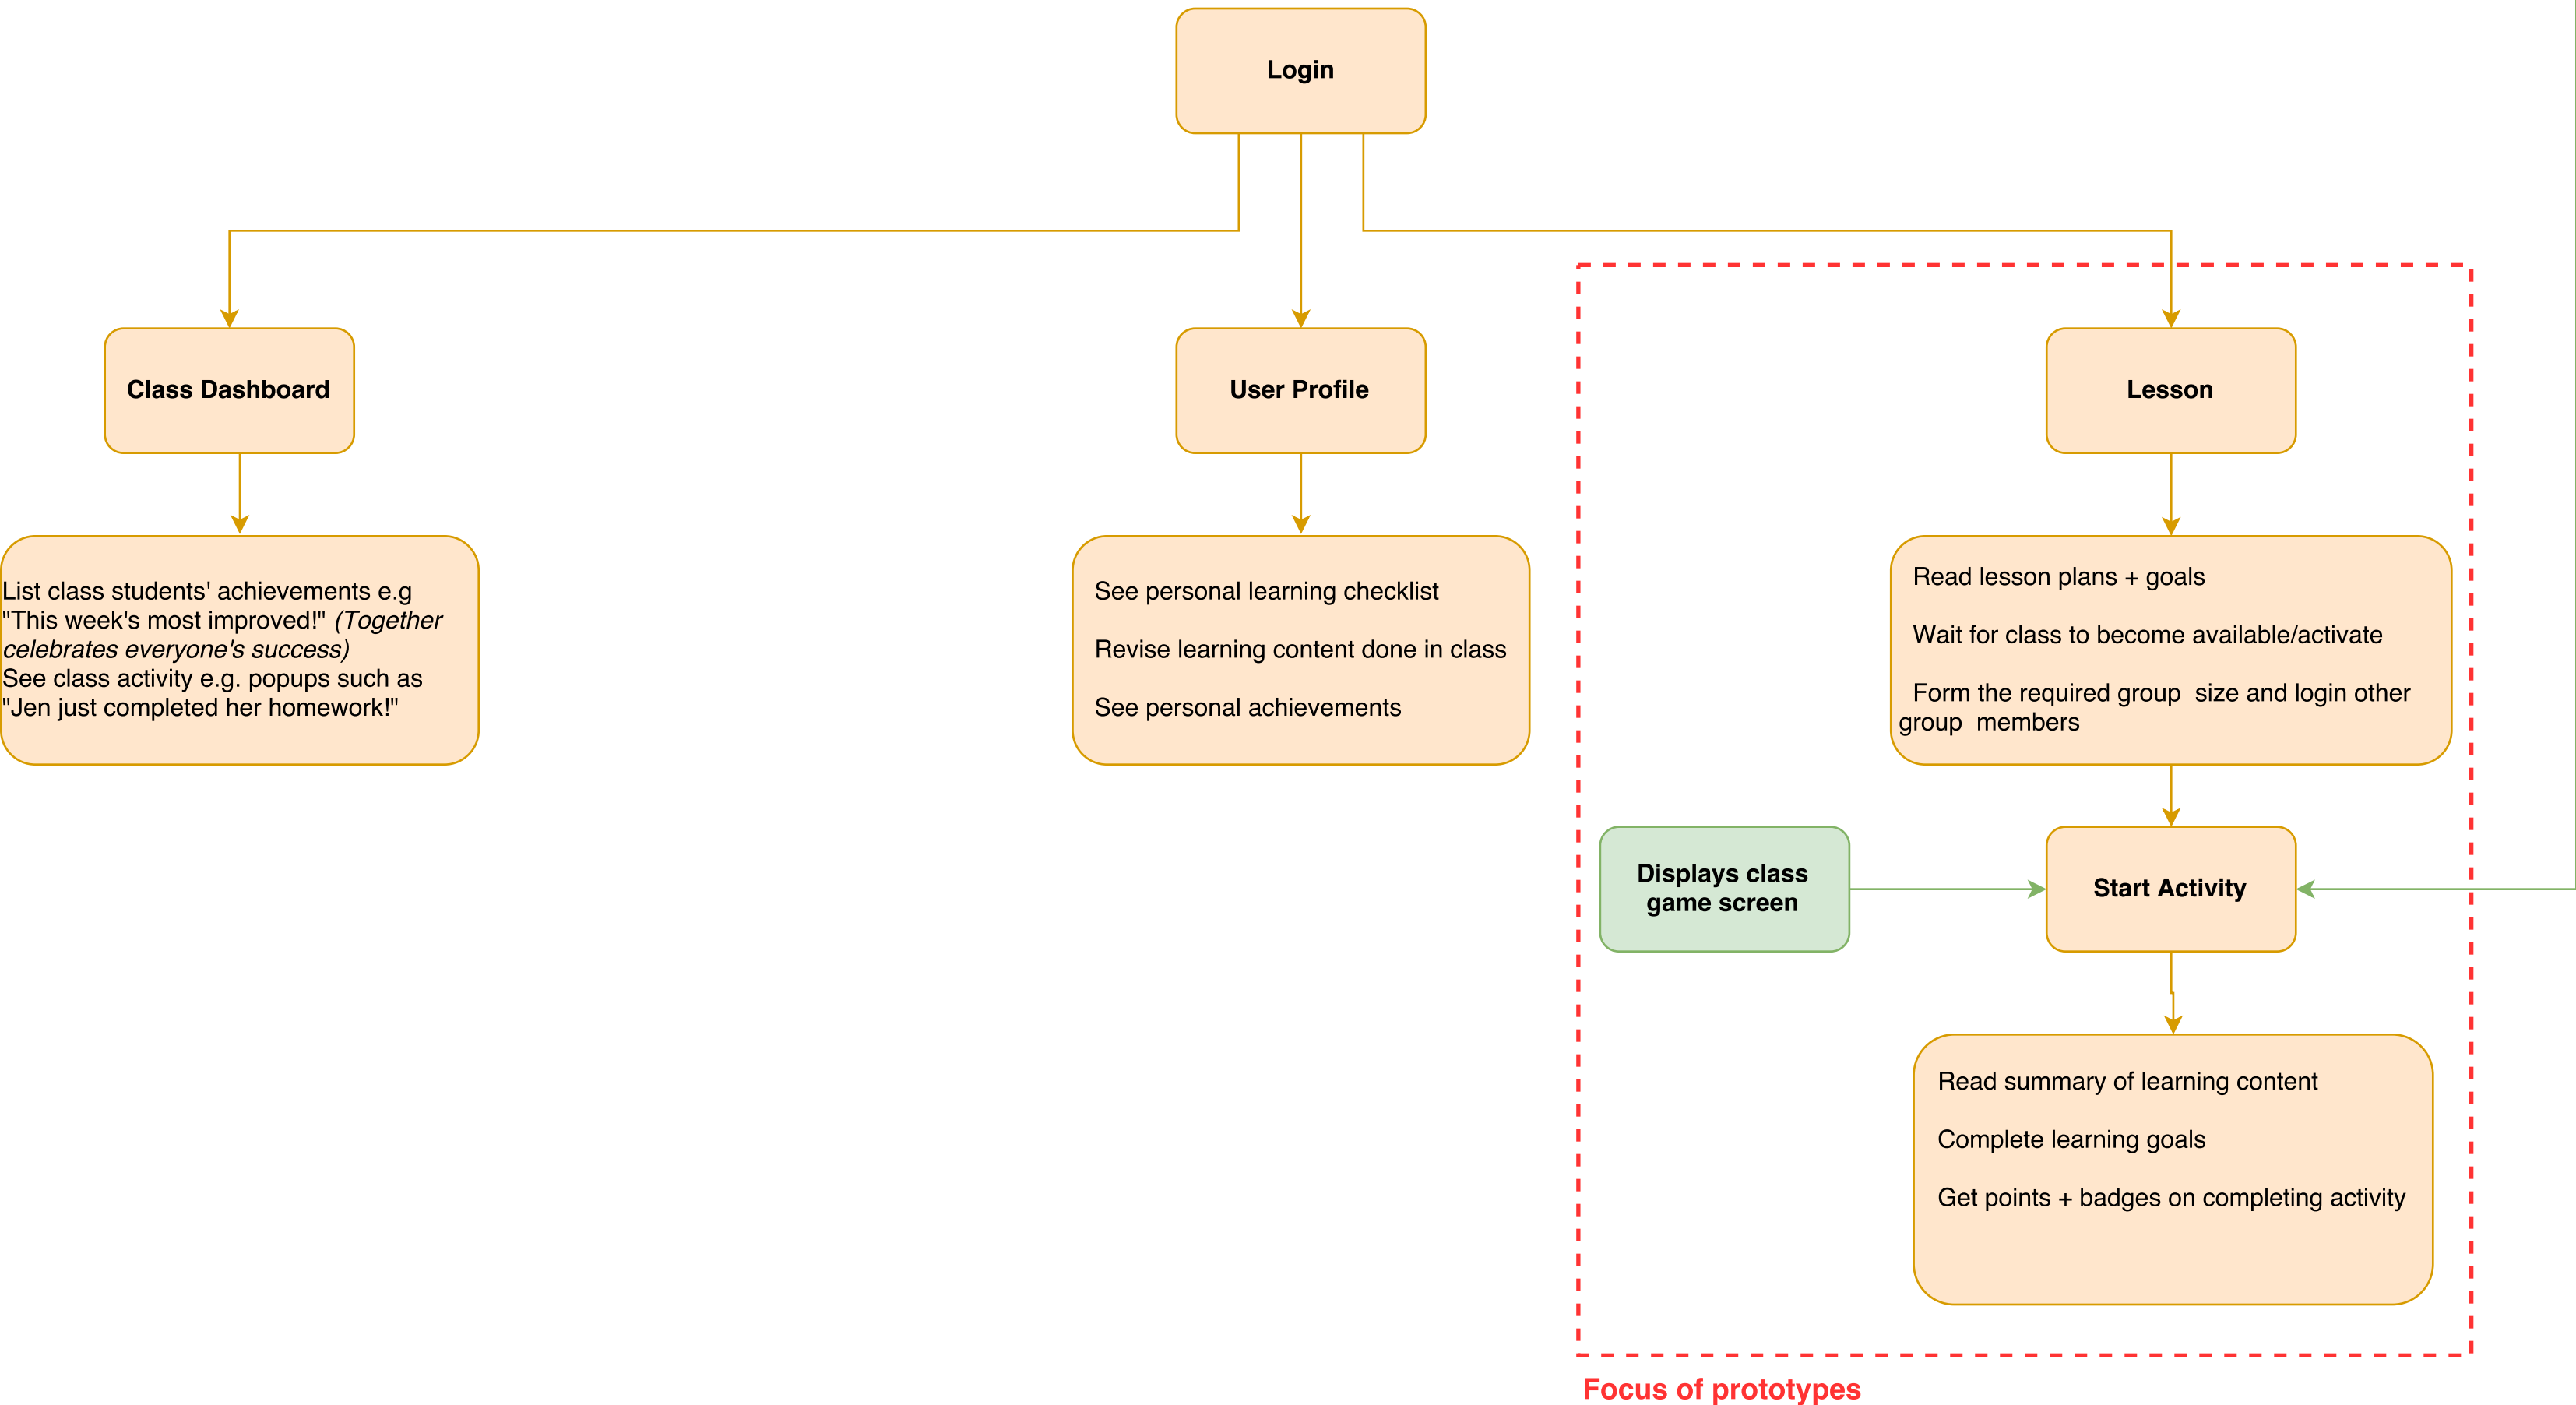 Login
Class Dashboard
User Profile
Lesson
List class students' achievements e.g
"This week's most improved!" (Together
celebrates everyone's success)
See class activity e.g. popups such as
"Jen just completed her homework!"
See personal learning checklist
Revise learning content done in class
See personal achievements
Read lesson plans + goals
Wait for class to become available/activate
Form the required group  size and login other
group  members
Displays class
game screen
Start Activity
Read summary of learning content
Complete learning goals
Get points + badges on completing activity
Focus of prototypes